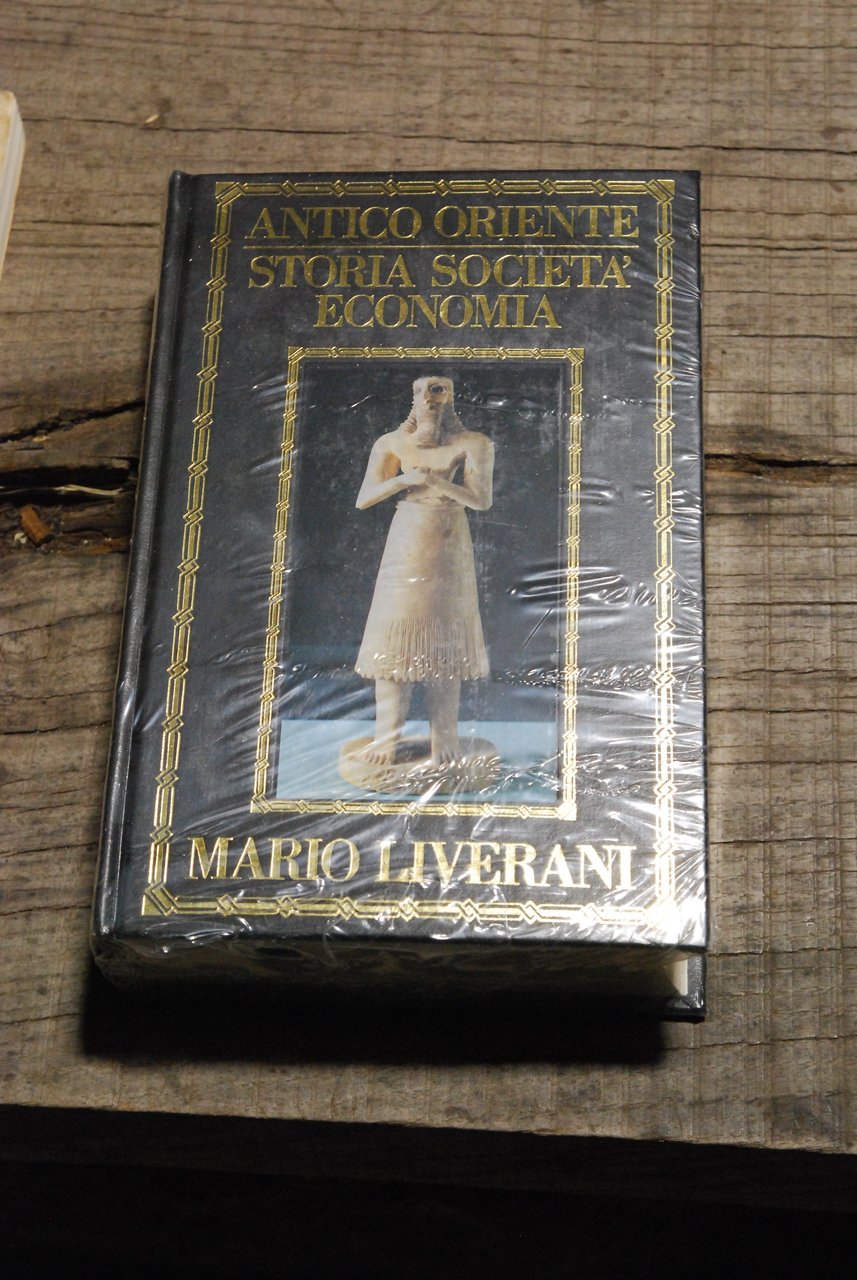 ANTICO ORIENTE
STORIA SOCIETA'
ECONOMIA
MARIO LIVERANI